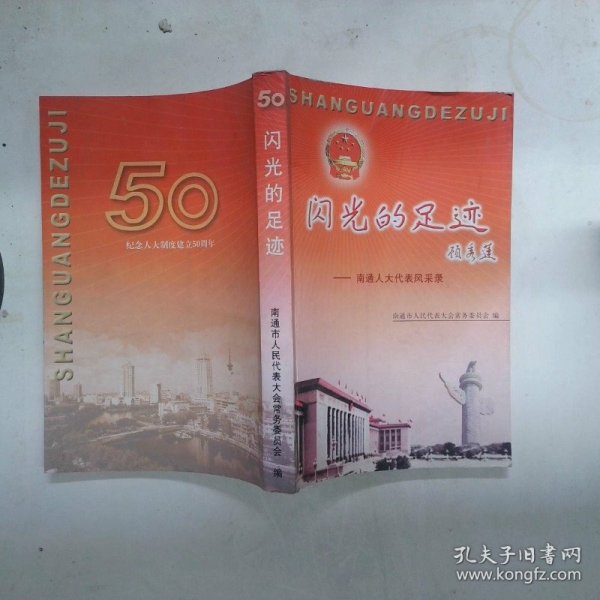 SHANGUANGDEZUJI
50
纪念人大制度建立50周年
50
闪光的足迹
南通市人民代表大会常务委员会 编
SHANGUANGDEZUJI
闪光的足迹
顾秀莲
——南通人大代表风采录
南通市人民代表大会常务委员会 编
孔夫子旧书网
www.kongfz.com